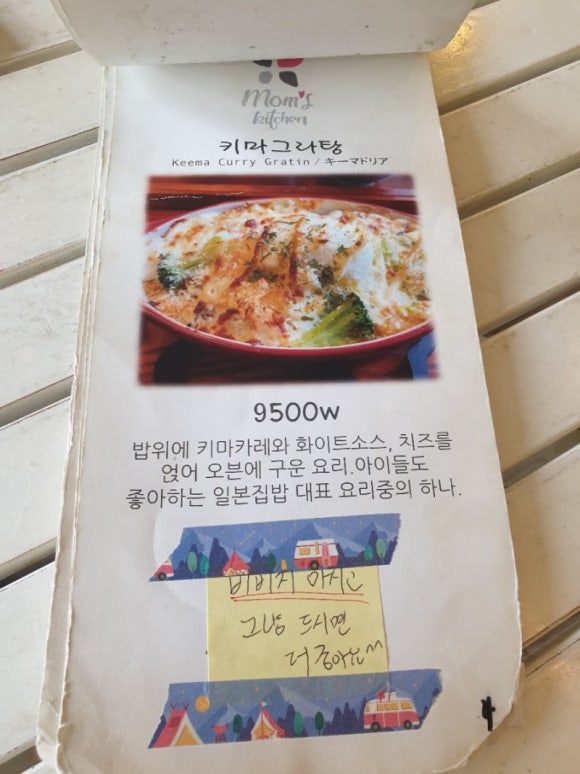 Mom's
kitchen
키마그라탕
Keema Curry Gratin / キーマドリア
9500w
밥위에 키마카레와 화이트소스, 치즈를
얹어 오븐에 구운 요리.아이들도
좋아하는 일본집밥 대표 요리중의 하나.
비비지 마시고
그냥 드시면
더 좋아요^^